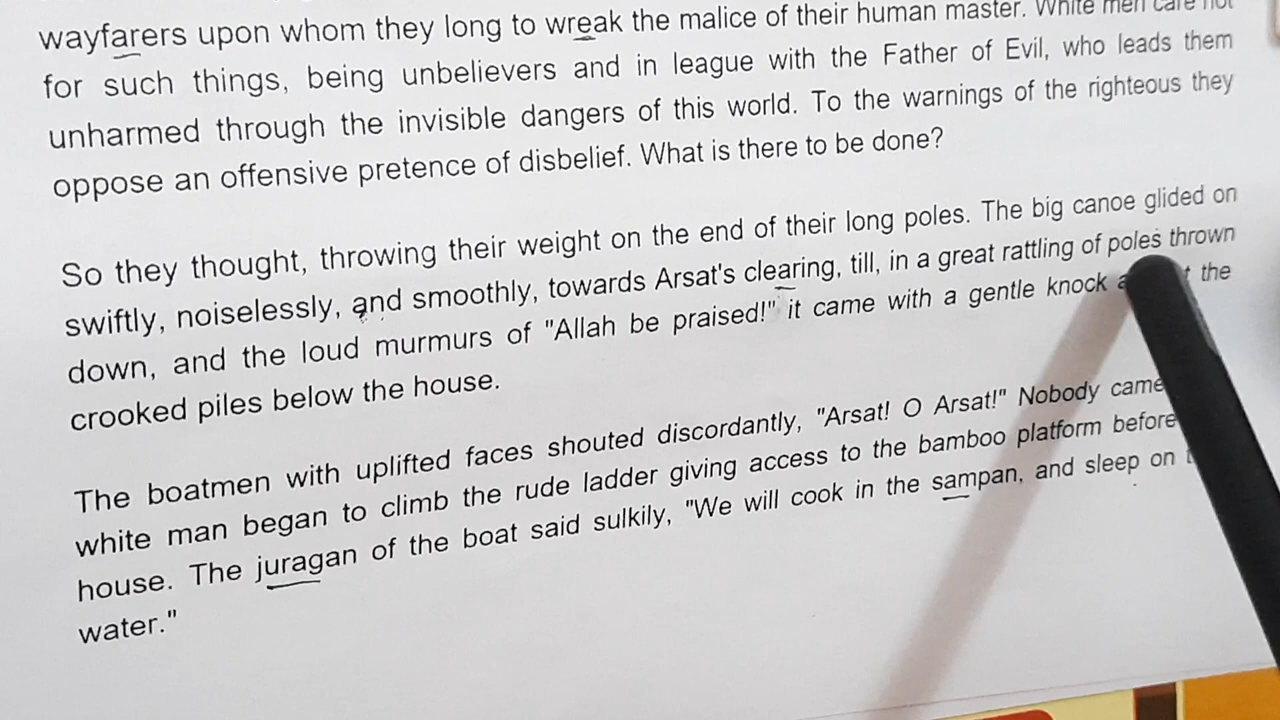 wayfarers upon whom they long to wreak the malice of their human master. White men care not
for such things, being unbelievers and in league with the Father of Evil, who leads them
unharmed through the invisible dangers of this world. To the warnings of the righteous they
oppose an offensive pretence of disbelief. What is there to be done?
So they thought, throwing their weight on the end of their long poles. The big canoe glided on
swiftly, noiselessly, and smoothly, towards Arsat's clearing, till, in a great rattling of poles thrown
down, and the loud murmurs of "Allah be praised!" it came with a gentle knock the
crooked piles below the house.
The boatmen with uplifted faces shouted discordantly, "Arsat! O Arsat!" Nobody came
white man began to climb the rude ladder giving access to the bamboo platform before
house. The juragan of the boat said sulkily, "We will cook in the sampan, and sleep on
water."